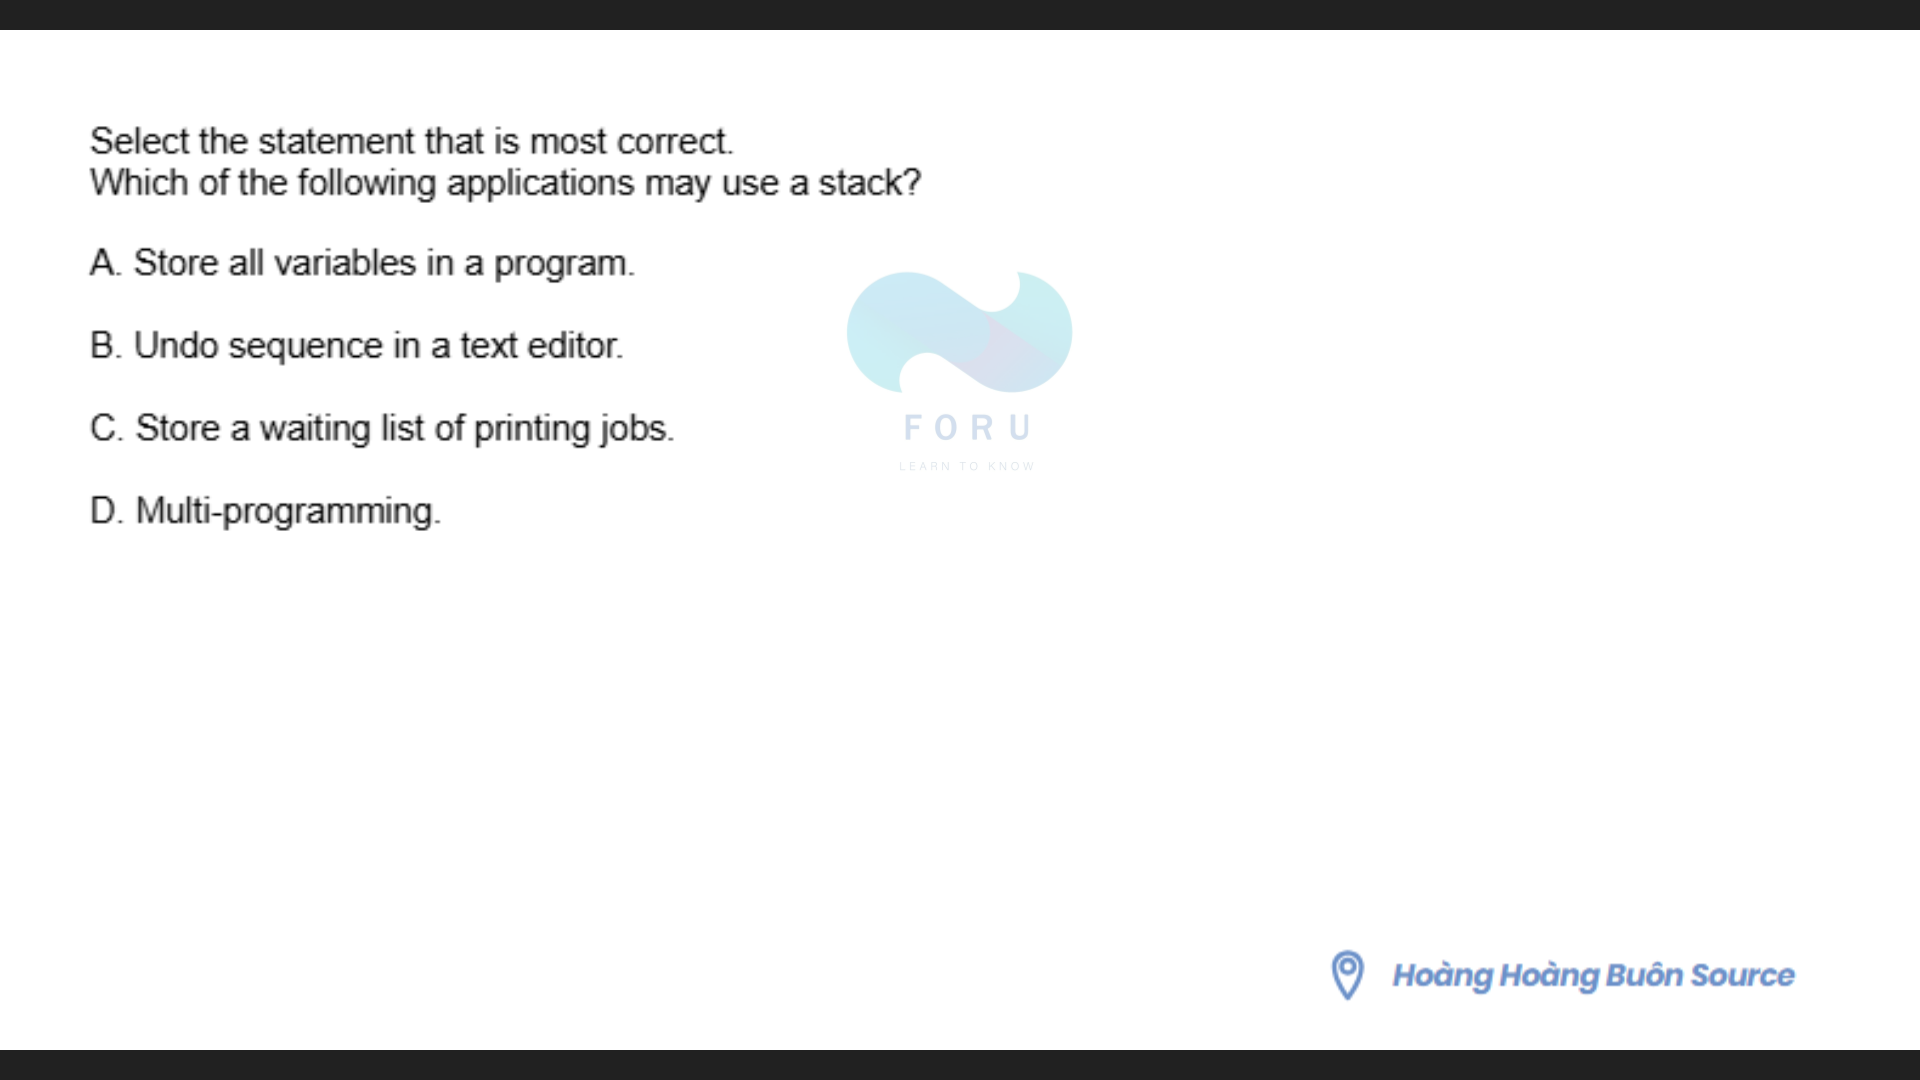 Select the statement that is most correct.
Which of the following applications may use a stack?
A. Store all variables in a program.
B. Undo sequence in a text editor.
C. Store a waiting list of printing jobs.
D. Multi-programming.
FORU
LEARN TO KNOW
Hoàng Hoàng Buôn Source